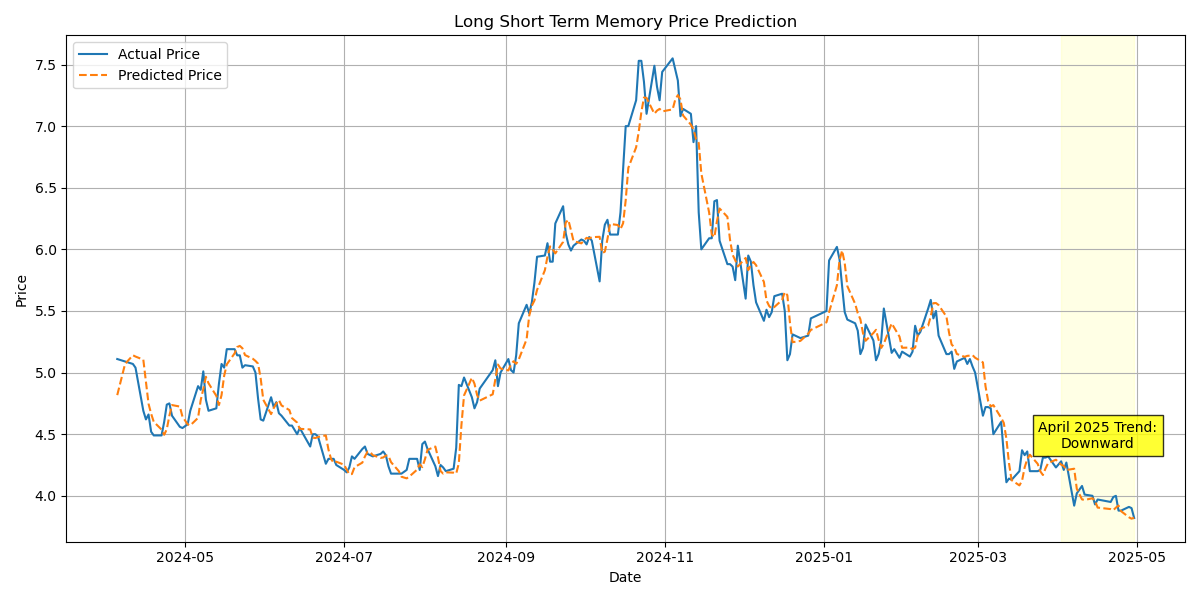 Long Short Term Memory Price Prediction
Actual Price
Predicted Price
7.5
7.0
6.5
6.0
5.5
5.0
4.5
4.0
Price
April 2025 Trend:
Downward
2024-05
2024-07
2024-09
2024-11
2025-01
2025-03
2025-05
Date